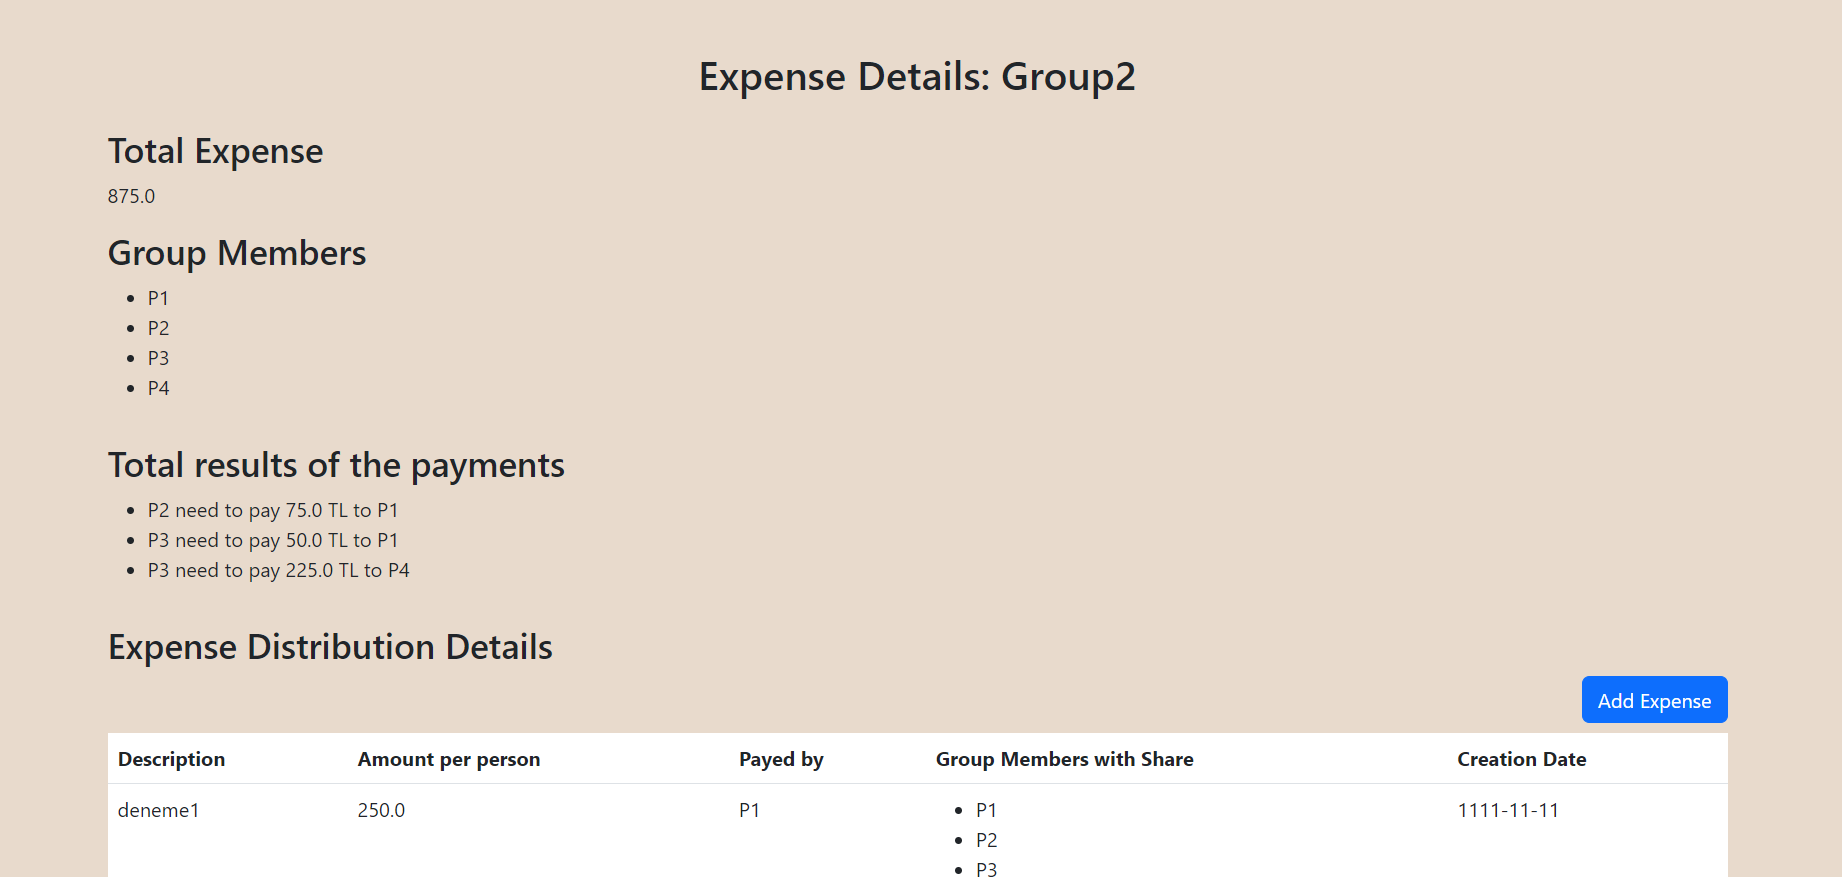 Expense Details: Group2
Total Expense
875.0
Group Members
• P1
• P2
• P3
• P4
Total results of the payments
• P2 need to pay 75.0 TL to P1
• P3 need to pay 50.0 TL to P1
• P3 need to pay 225.0 TL to P4
Expense Distribution Details
Add Expense
Description Amount per person Payed by Group Members with Share Creation Date
deneme1 250.0 P1 • P1 1111-11-11
• P2
• P3